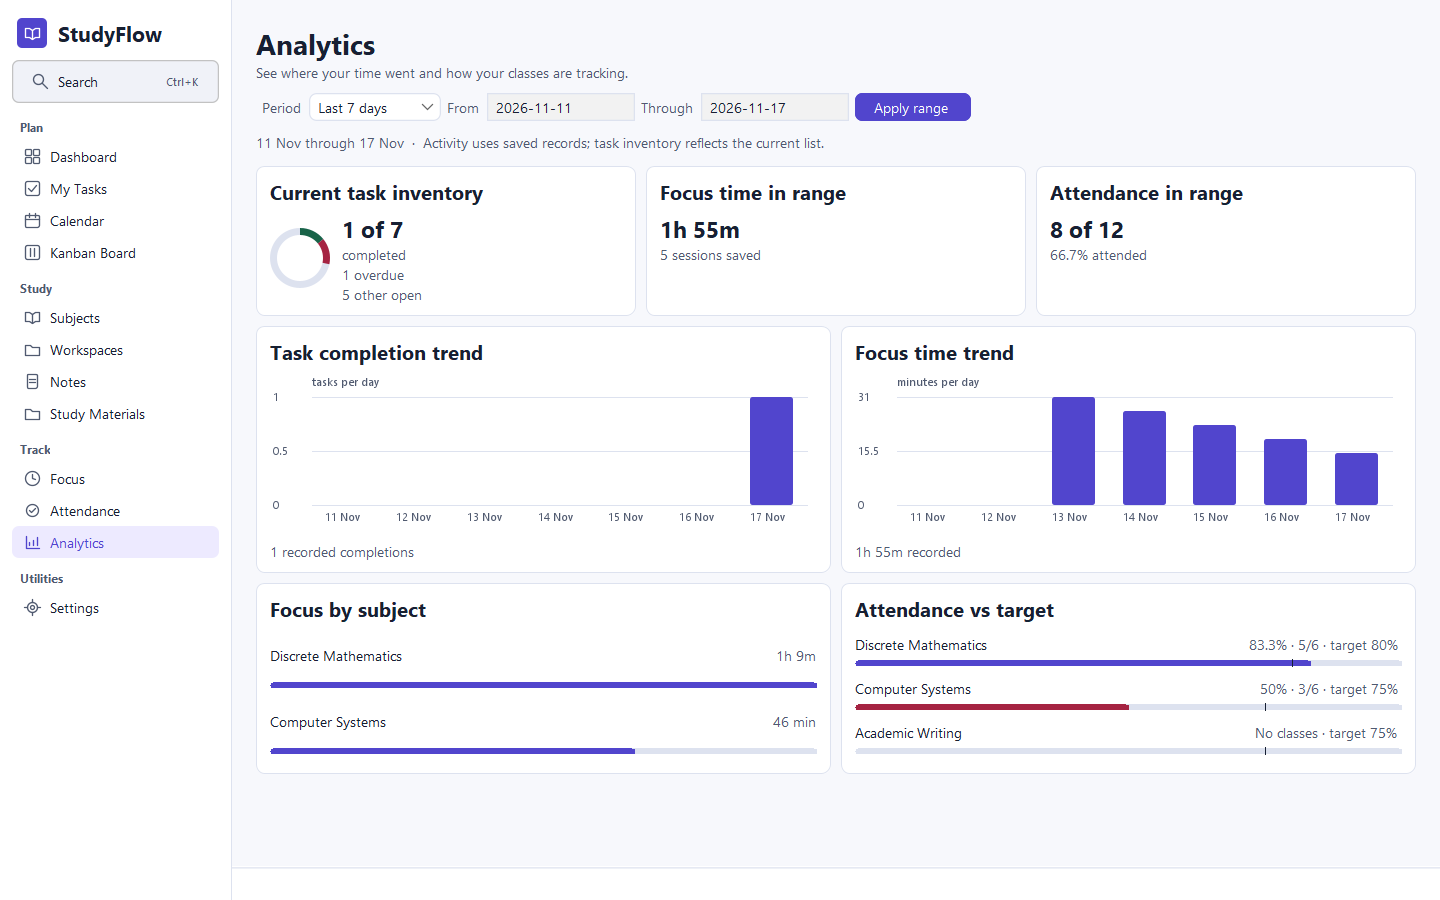 StudyFlow
Search Ctrl+K
Plan
Dashboard
My Tasks
Calendar
Kanban Board
Study
Subjects
Workspaces
Notes
Study Materials
Track
Focus
Attendance
Analytics
Utilities
Settings
Analytics
See where your time went and how your classes are tracking.
Period Last 7 days From 2026-11-11 Through 2026-11-17 Apply range
11 Nov through 17 Nov · Activity uses saved records; task inventory reflects the current list.
Current task inventory
1 of 7
completed
1 overdue
5 other open
Focus time in range
1h 55m
5 sessions saved
Attendance in range
8 of 12
66.7% attended
Task completion trend
tasks per day
1
0.5
0
11 Nov 12 Nov 13 Nov 14 Nov 15 Nov 16 Nov 17 Nov
1 recorded completions
Focus time trend
minutes per day
31
15.5
0
11 Nov 12 Nov 13 Nov 14 Nov 15 Nov 16 Nov 17 Nov
1h 55m recorded
Focus by subject
Discrete Mathematics 1h 9m
Computer Systems 46 min
Attendance vs target
Discrete Mathematics 83.3% · 5/6 · target 80%
Computer Systems 50% · 3/6 · target 75%
Academic Writing No classes · target 75%